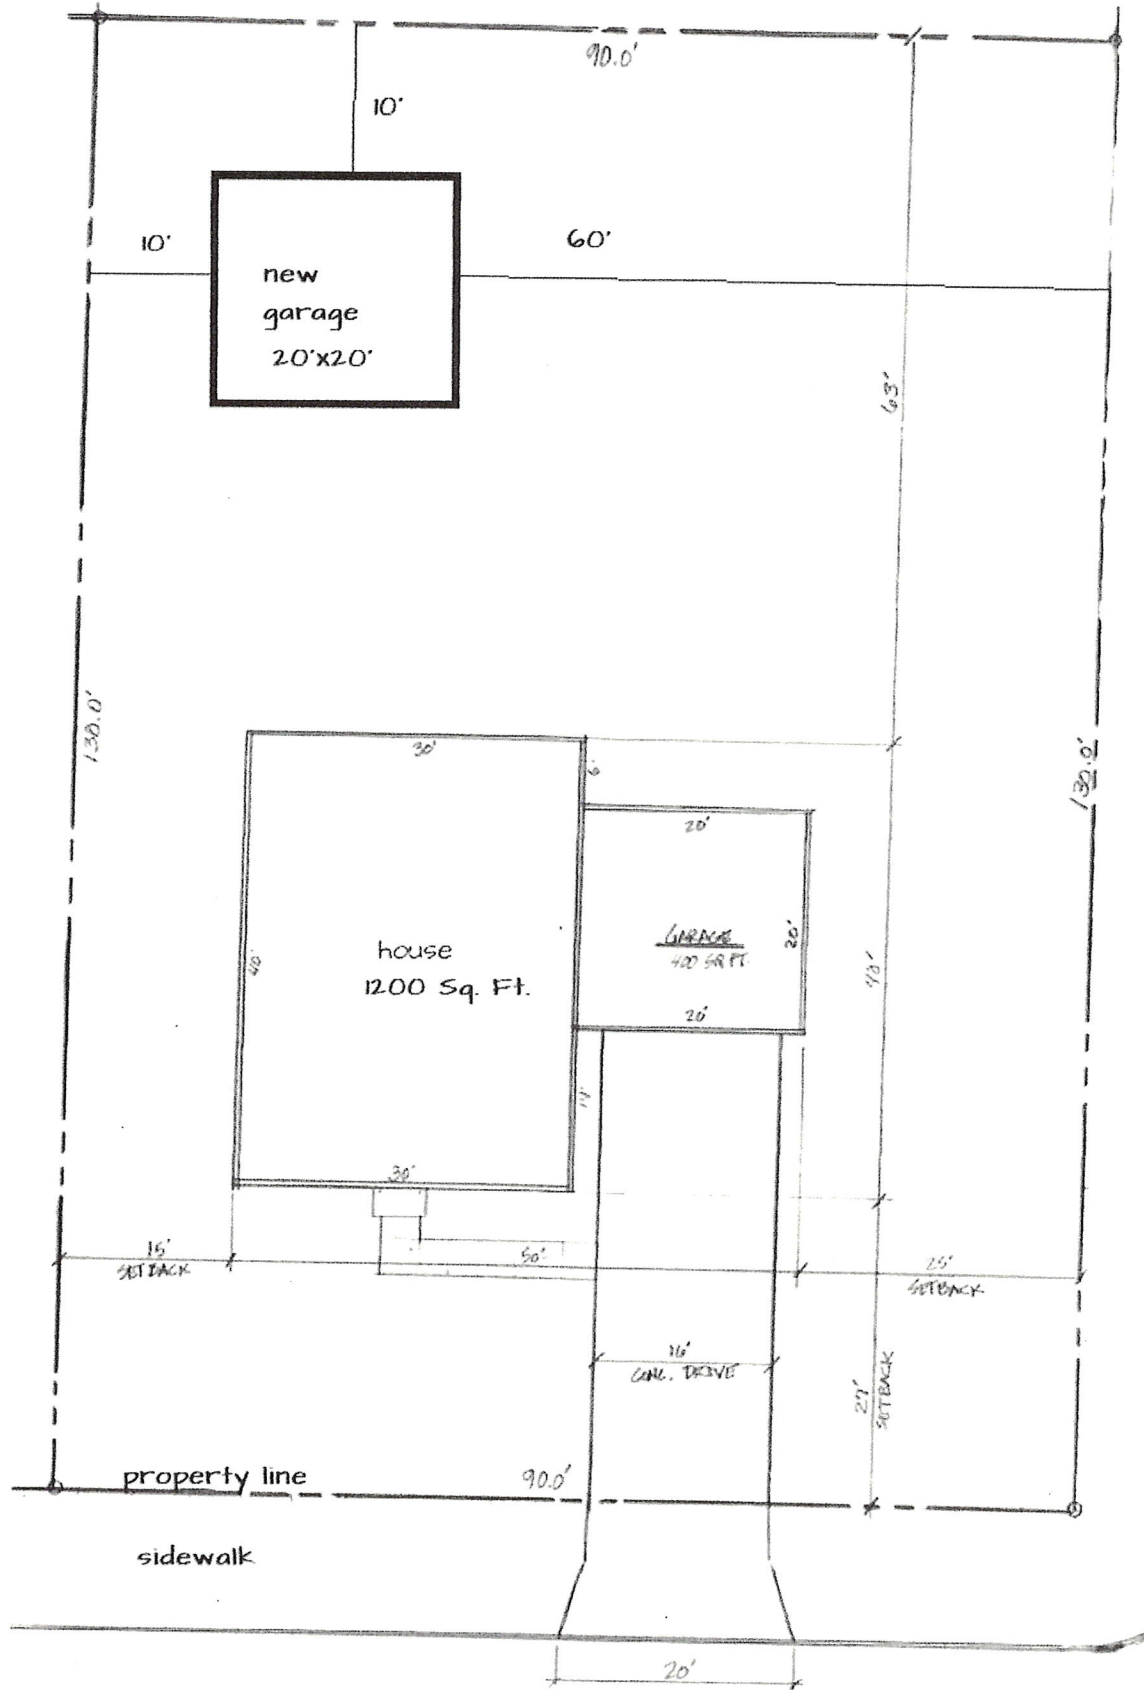 90.0'
10'
10'
60'
new
garage
20'x20'
63'
130.0'
130.0'
30'
6'
20'
GARAGE
400 SQ FT.
20'
40'
house
1200 Sq. Ft.
40'
20'
14'
30'
15'
SETBACK
50'
25'
SETBACK
16'
CONC. DRIVE
27'
SETBACK
property line
90.0'
sidewalk
20'